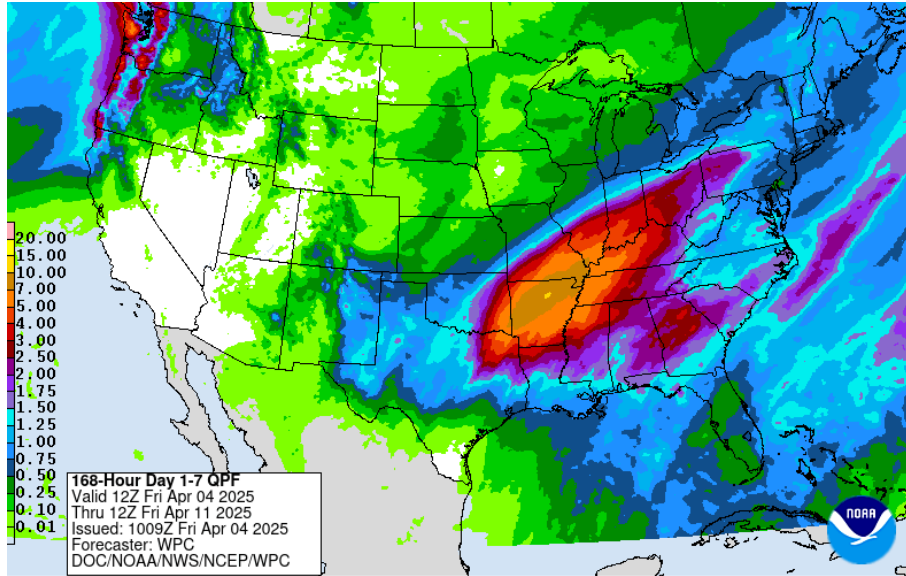 20.00
15.00
10.00
7.00
5.00
4.00
3.00
2.50
2.00
1.75
1.50
1.25
1.00
0.75
0.50
0.25
0.10
0.01
168-Hour Day 1-7 QPF
Valid 12Z Fri Apr 04 2025
Thru 12Z Fri Apr 11 2025
Issued: 1009Z Fri Apr 04 2025
Forecaster: WPC
DOC/NOAA/NWS/NCEP/WPC
NOAA